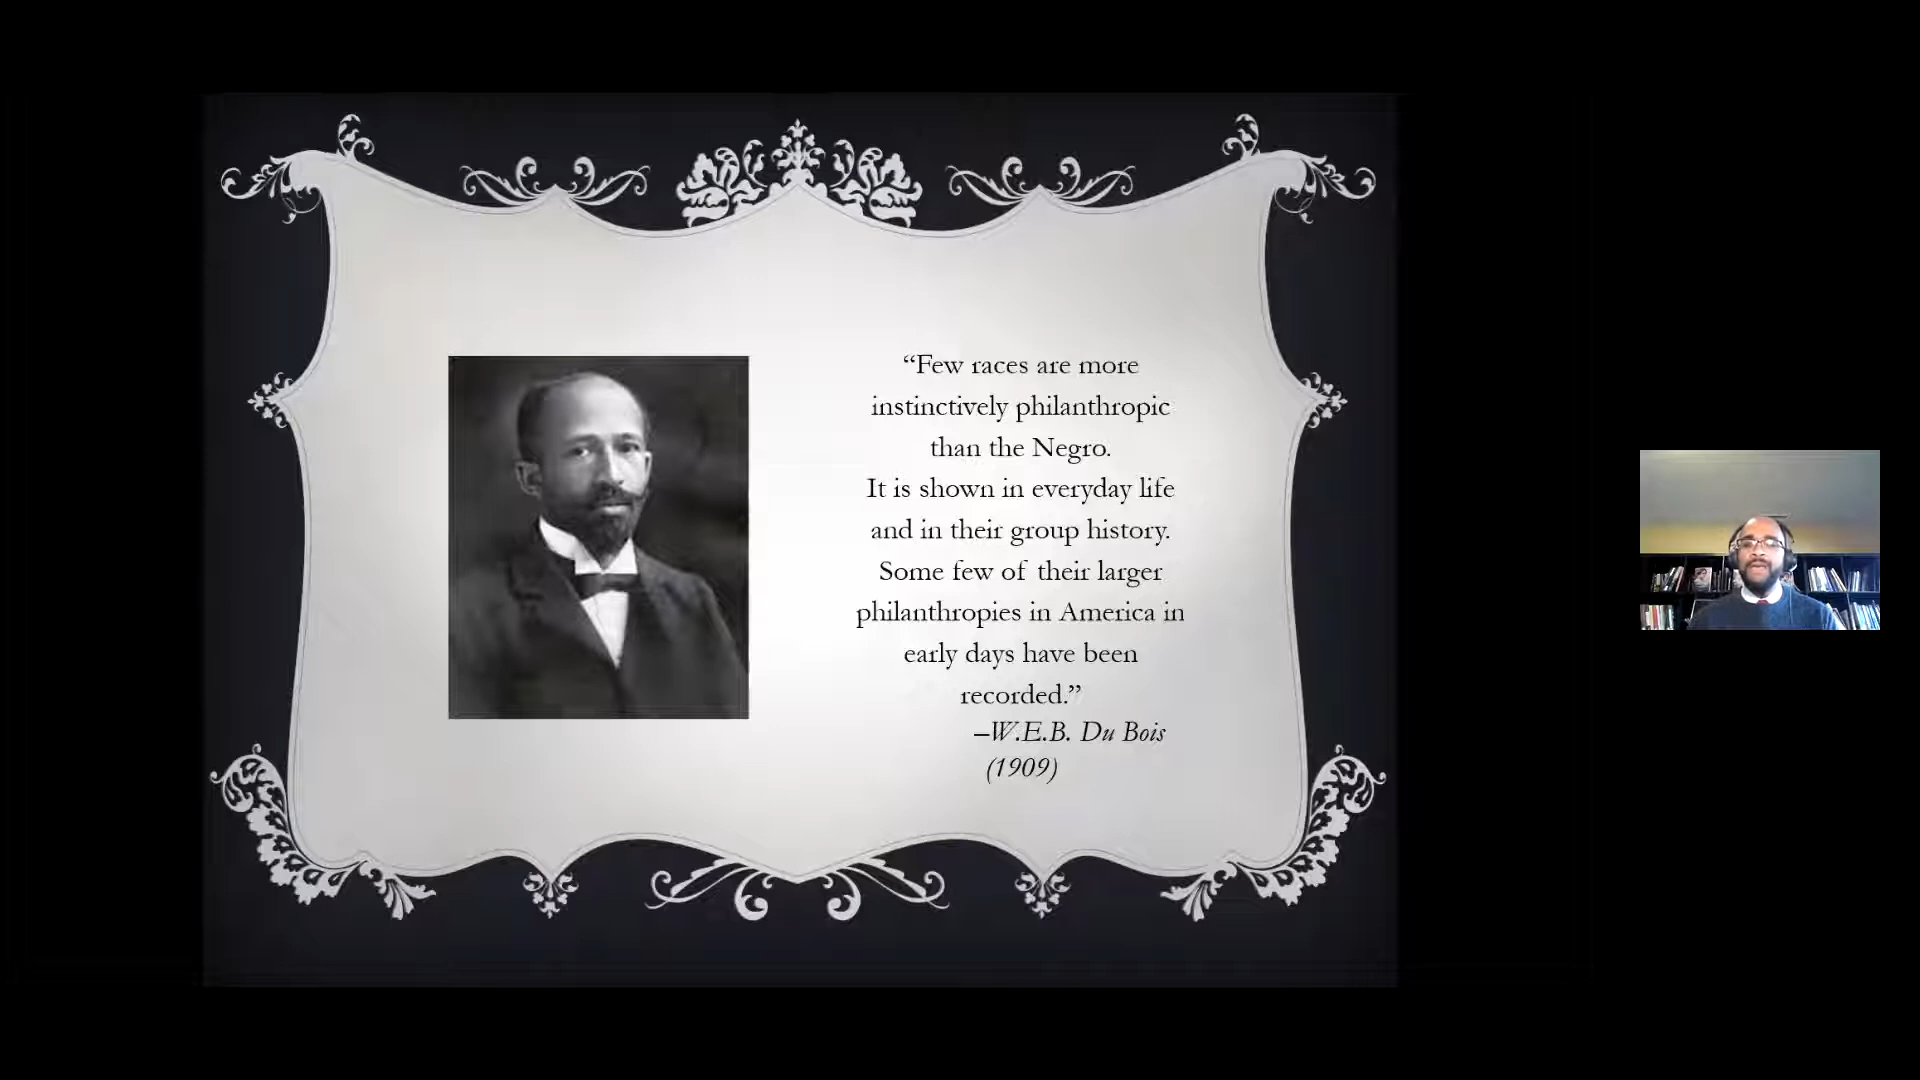 “Few races are more
instinctively philanthropic
than the Negro.
It is shown in everyday life
and in their group history.
Some few of their larger
philanthropies in America in
early days have been
recorded.”
–W.E.B. Du Bois
(1909)